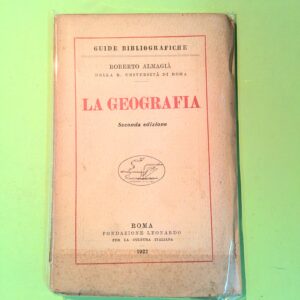 GUIDE BIBLIOGRAFICHE
ROBERTO ALMAGIÀ
DELLA R. UNIVERSITÀ DI ROMA
LA GEOGRAFIA
Seconda edizione
ROMA
FONDAZIONE LEONARDO
PER LA CULTURA ITALIANA
1922